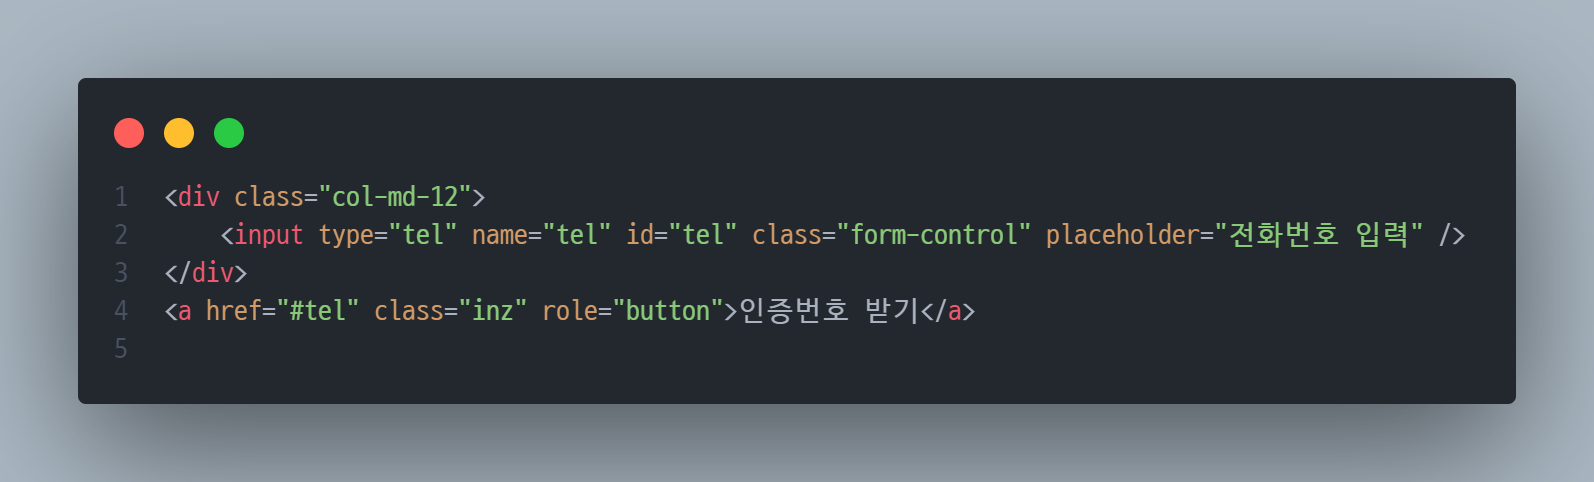 1 <div class="col-md-12">
2     <input type="tel" name="tel" id="tel" class="form-control" placeholder="전화번호 입력" />
3 </div>
4 <a href="#tel" class="inz" role="button">인증번호 받기</a>
5